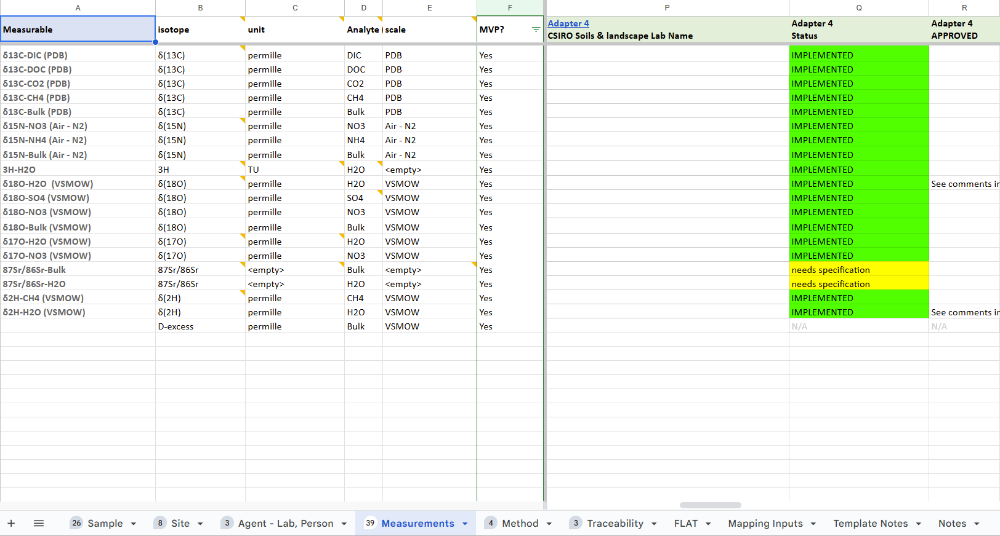 A B C D E F P Q R
Measurable isotope unit Analyte scale MVP? Adapter 4 CSIRO Soils & landscape Lab Name Adapter 4 Status Adapter 4 APPROVED
δ13C-DIC (PDB) δ(13C) permille DIC PDB Yes IMPLEMENTED
δ13C-DOC (PDB) δ(13C) permille DOC PDB Yes IMPLEMENTED
δ13C-CO2 (PDB) δ(13C) permille CO2 PDB Yes IMPLEMENTED
δ13C-CH4 (PDB) δ(13C) permille CH4 PDB Yes IMPLEMENTED
δ13C-Bulk (PDB) δ(13C) permille Bulk PDB Yes IMPLEMENTED
δ15N-NO3 (Air - N2) δ(15N) permille NO3 Air - N2 Yes IMPLEMENTED
δ15N-NH4 (Air - N2) δ(15N) permille NH4 Air - N2 Yes IMPLEMENTED
δ15N-Bulk (Air - N2) δ(15N) permille Bulk Air - N2 Yes IMPLEMENTED
3H-H2O 3H TU H2O <empty> Yes IMPLEMENTED
δ18O-H2O (VSMOW) δ(18O) permille H2O VSMOW Yes IMPLEMENTED See comments in
δ18O-SO4 (VSMOW) δ(18O) permille SO4 VSMOW Yes IMPLEMENTED
δ18O-NO3 (VSMOW) δ(18O) permille NO3 VSMOW Yes IMPLEMENTED
δ18O-Bulk (VSMOW) δ(18O) permille Bulk VSMOW Yes IMPLEMENTED
δ17O-H2O (VSMOW) δ(17O) permille H2O VSMOW Yes IMPLEMENTED
δ17O-NO3 (VSMOW) δ(17O) permille NO3 VSMOW Yes IMPLEMENTED
87Sr/86Sr-Bulk 87Sr/86Sr <empty> Bulk <empty> Yes needs specification
87Sr/86Sr-H2O 87Sr/86Sr <empty> H2O <empty> Yes needs specification
δ2H-CH4 (VSMOW) δ(2H) permille CH4 VSMOW Yes IMPLEMENTED
δ2H-H2O (VSMOW) δ(2H) permille H2O VSMOW Yes IMPLEMENTED See comments in
D-excess permille Bulk VSMOW Yes N/A N/A
26 Sample 8 Site 3 Agent - Lab, Person 39 Measurements 4 Method 3 Traceability FLAT Mapping Inputs Template Notes Notes